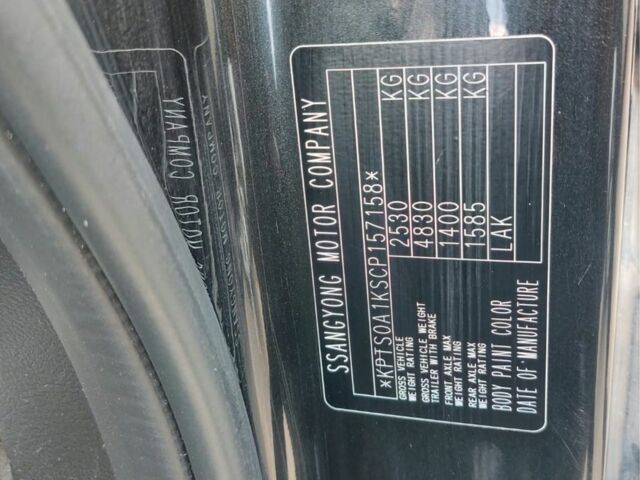 SSANGYONG MOTOR COMPANY
*KPTS0A1KSCP157158*
GROSS VEHICLE WEIGHT RATING 2530 KG
GROSS VEHICLE WEIGHT TRAILER WITH BRAKE 4830 KG
FRONT AXLE MAX WEIGHT RATING 1400 KG
REAR AXLE MAX WEIGHT RATING 1585 KG
BODY PAINT COLOR LAK
DATE OF MANUFACTURE